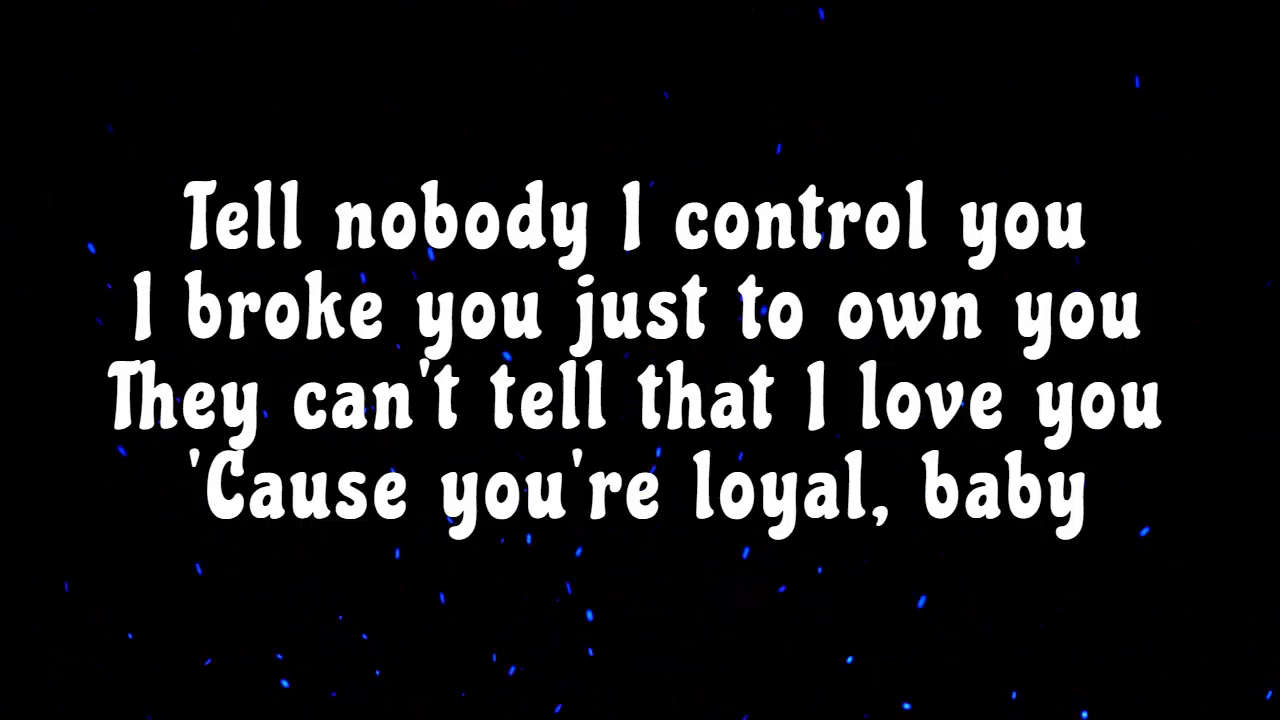 Tell nobody I control you
I broke you just to own you
They can't tell that I love you
'Cause you're loyal, baby